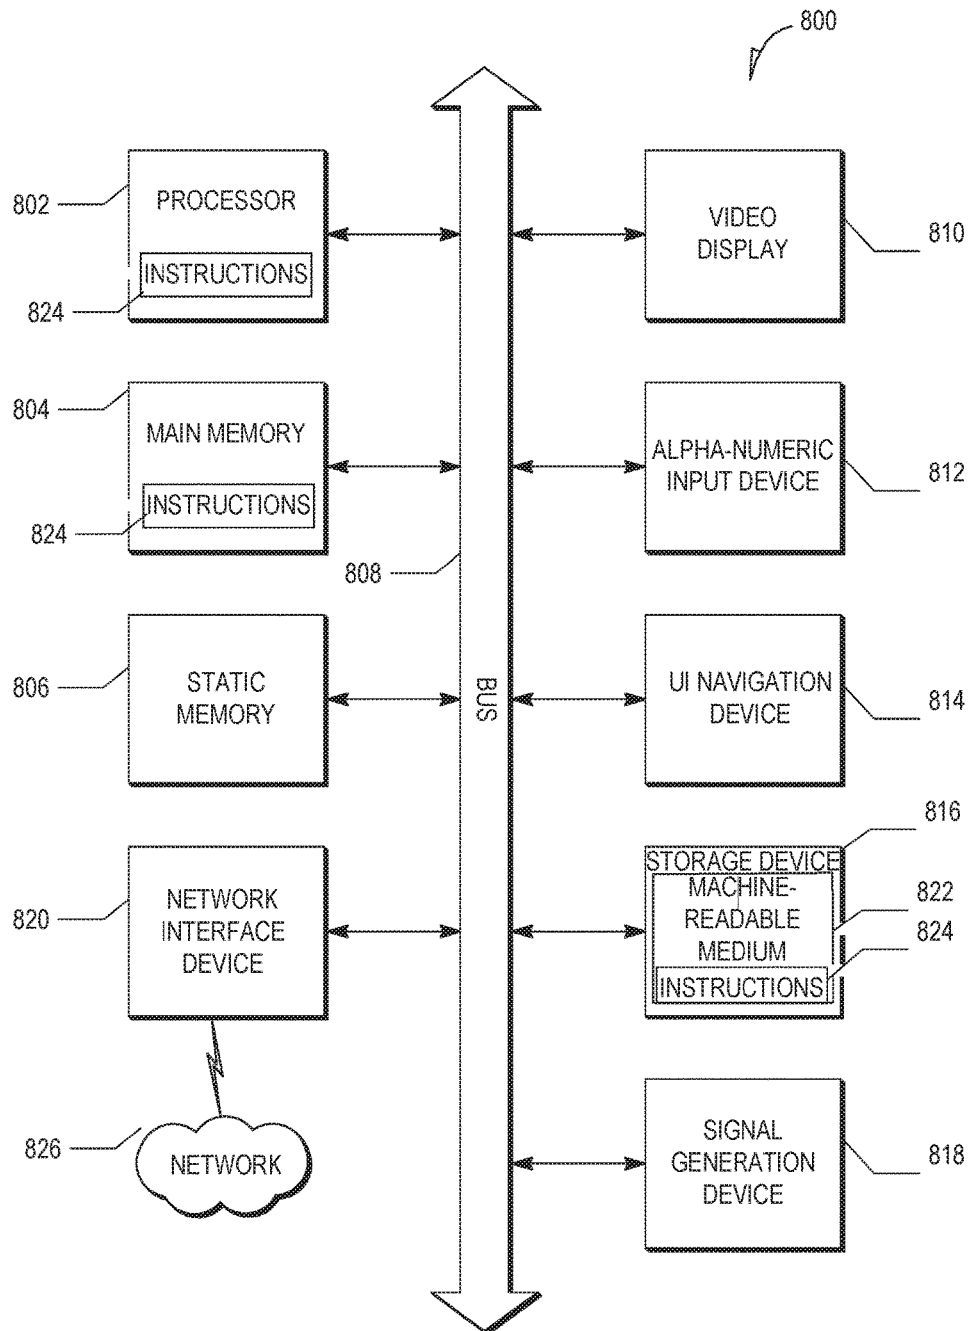 800
802
PROCESSOR
INSTRUCTIONS
824
VIDEO
DISPLAY
810
804
MAIN MEMORY
INSTRUCTIONS
824
ALPHA-NUMERIC
INPUT DEVICE
812
808
BUS
806
STATIC
MEMORY
UI NAVIGATION
DEVICE
814
820
NETWORK
INTERFACE
DEVICE
816
STORAGE DEVICE
MACHINE-
READABLE
MEDIUM
822
824
INSTRUCTIONS
826
NETWORK
SIGNAL
GENERATION
DEVICE
818